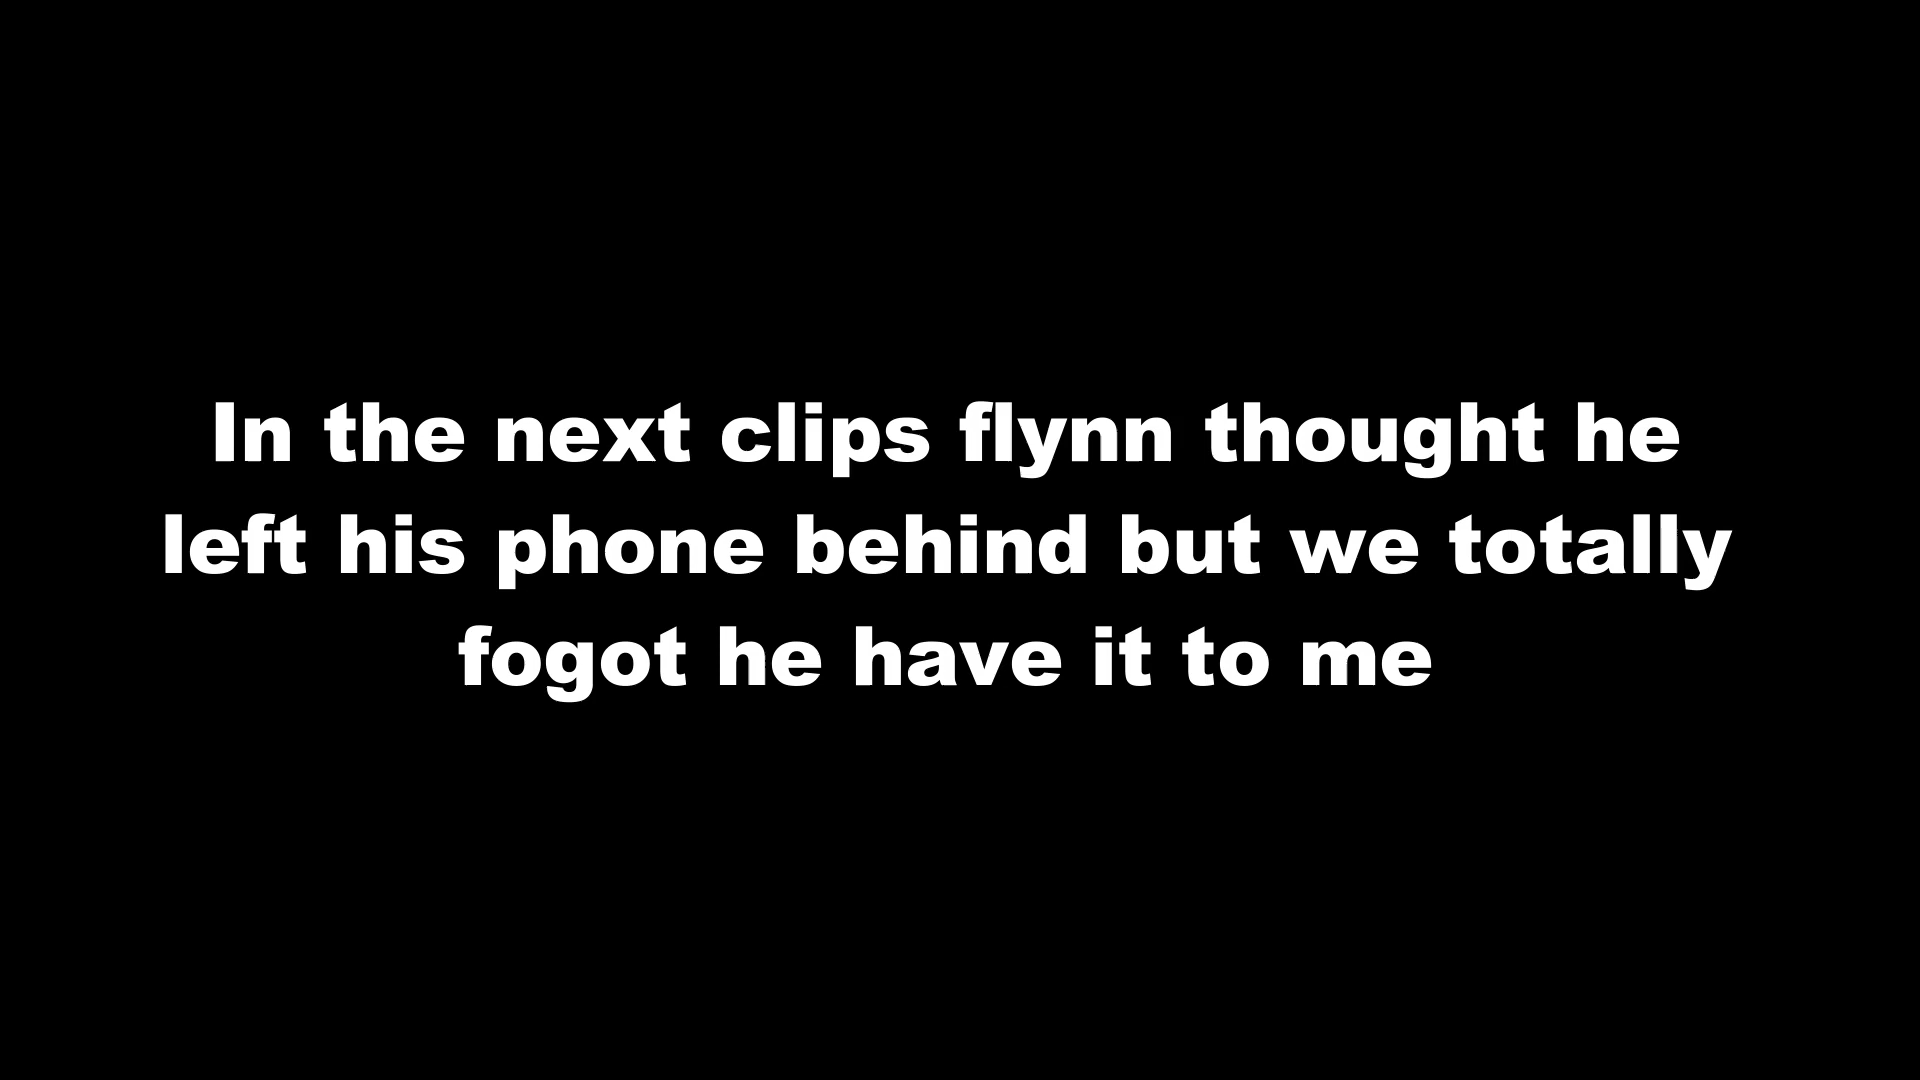 In the next clips flynn thought he
left his phone behind but we totally
fogot he have it to me